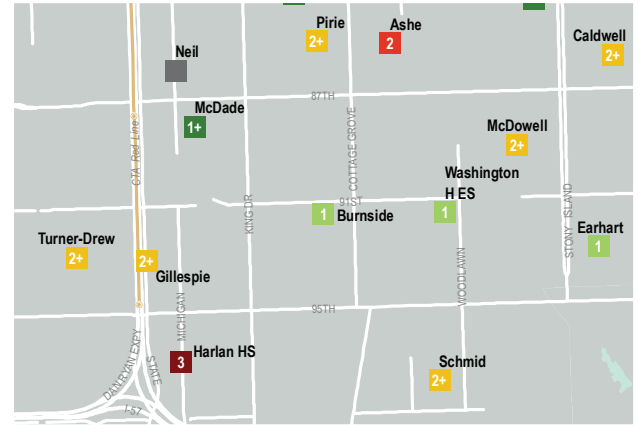 Pirie
2+
Ashe
2
Caldwell
2+
Neil
87TH
McDade
1+
CTA Red Line
COTTAGE GROVE
McDowell
2+
Washington
H ES
1
91ST
1
Burnside
KING DR
STONY ISLAND
Earhart
1
Turner-Drew
2+
2+
Gillespie
WOODLAWN
95TH
MICHIGAN
Harlan HS
3
DAN RYAN EXPY
STATE
I-57
Schmid
2+